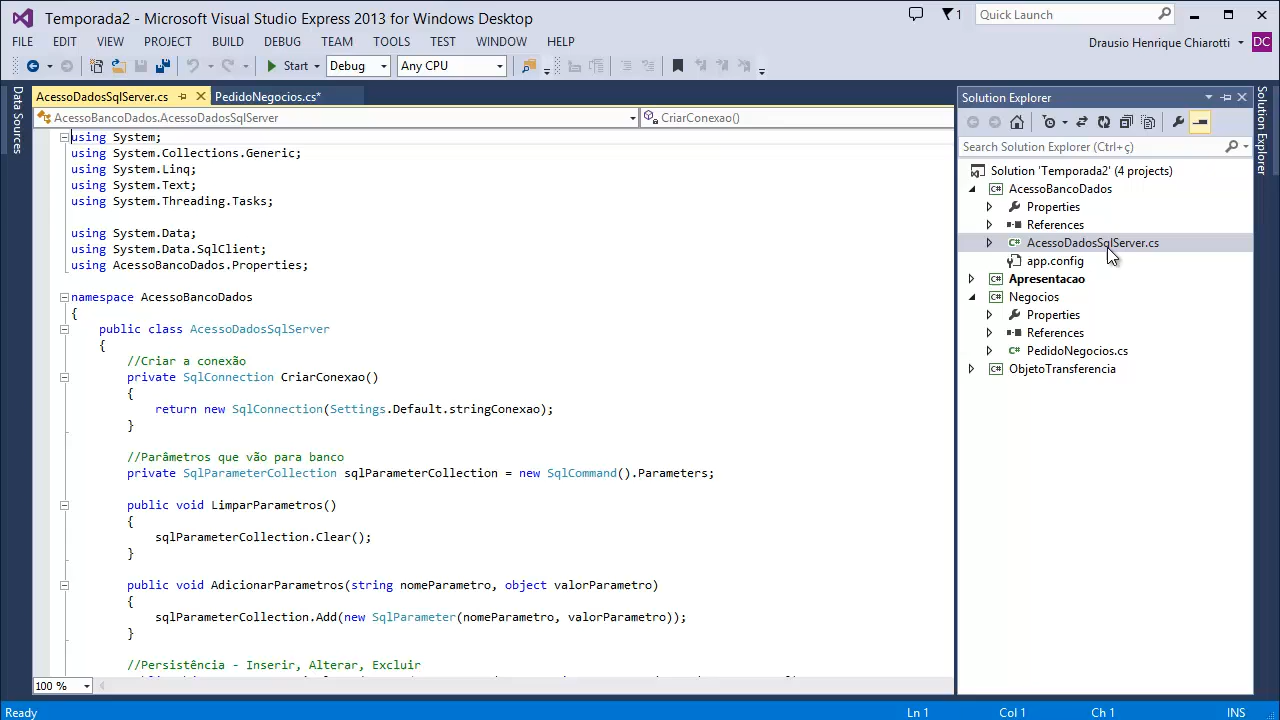 Temporada2 - Microsoft Visual Studio Express 2013 for Windows Desktop
1
Quick Launch
FILE EDIT VIEW PROJECT BUILD DEBUG TEAM TOOLS TEST WINDOW HELP
Drausio Henrique Chiarotti DC
Start Debug Any CPU
Data Sources
AcessoDadosSqlServer.cs PedidoNegocios.cs*
AcessoBancoDados.AcessoDadosSqlServer CriarConexao()
using System;
using System.Collections.Generic;
using System.Linq;
using System.Text;
using System.Threading.Tasks;
using System.Data;
using System.Data.SqlClient;
using AcessoBancoDados.Properties;
namespace AcessoBancoDados
{
public class AcessoDadosSqlServer
{
//Criar a conexão
private SqlConnection CriarConexao()
{
return new SqlConnection(Settings.Default.stringConexao);
}
//Parâmetros que vão para banco
private SqlParameterCollection sqlParameterCollection = new SqlCommand().Parameters;
public void LimparParametros()
{
sqlParameterCollection.Clear();
}
public void AdicionarParametros(string nomeParametro, object valorParametro)
{
sqlParameterCollection.Add(new SqlParameter(nomeParametro, valorParametro));
}
//Persistência - Inserir, Alterar, Excluir
100 %
Solution Explorer
Search Solution Explorer (Ctrl+ç)
Solution 'Temporada2' (4 projects)
C# AcessoBancoDados
Properties
References
C# AcessoDadosSqlServer.cs
app.config
C# Apresentacao
C# Negocios
Properties
References
C# PedidoNegocios.cs
C# ObjetoTransferencia
Solution Explorer
Ready Ln 1 Col 1 Ch 1 INS